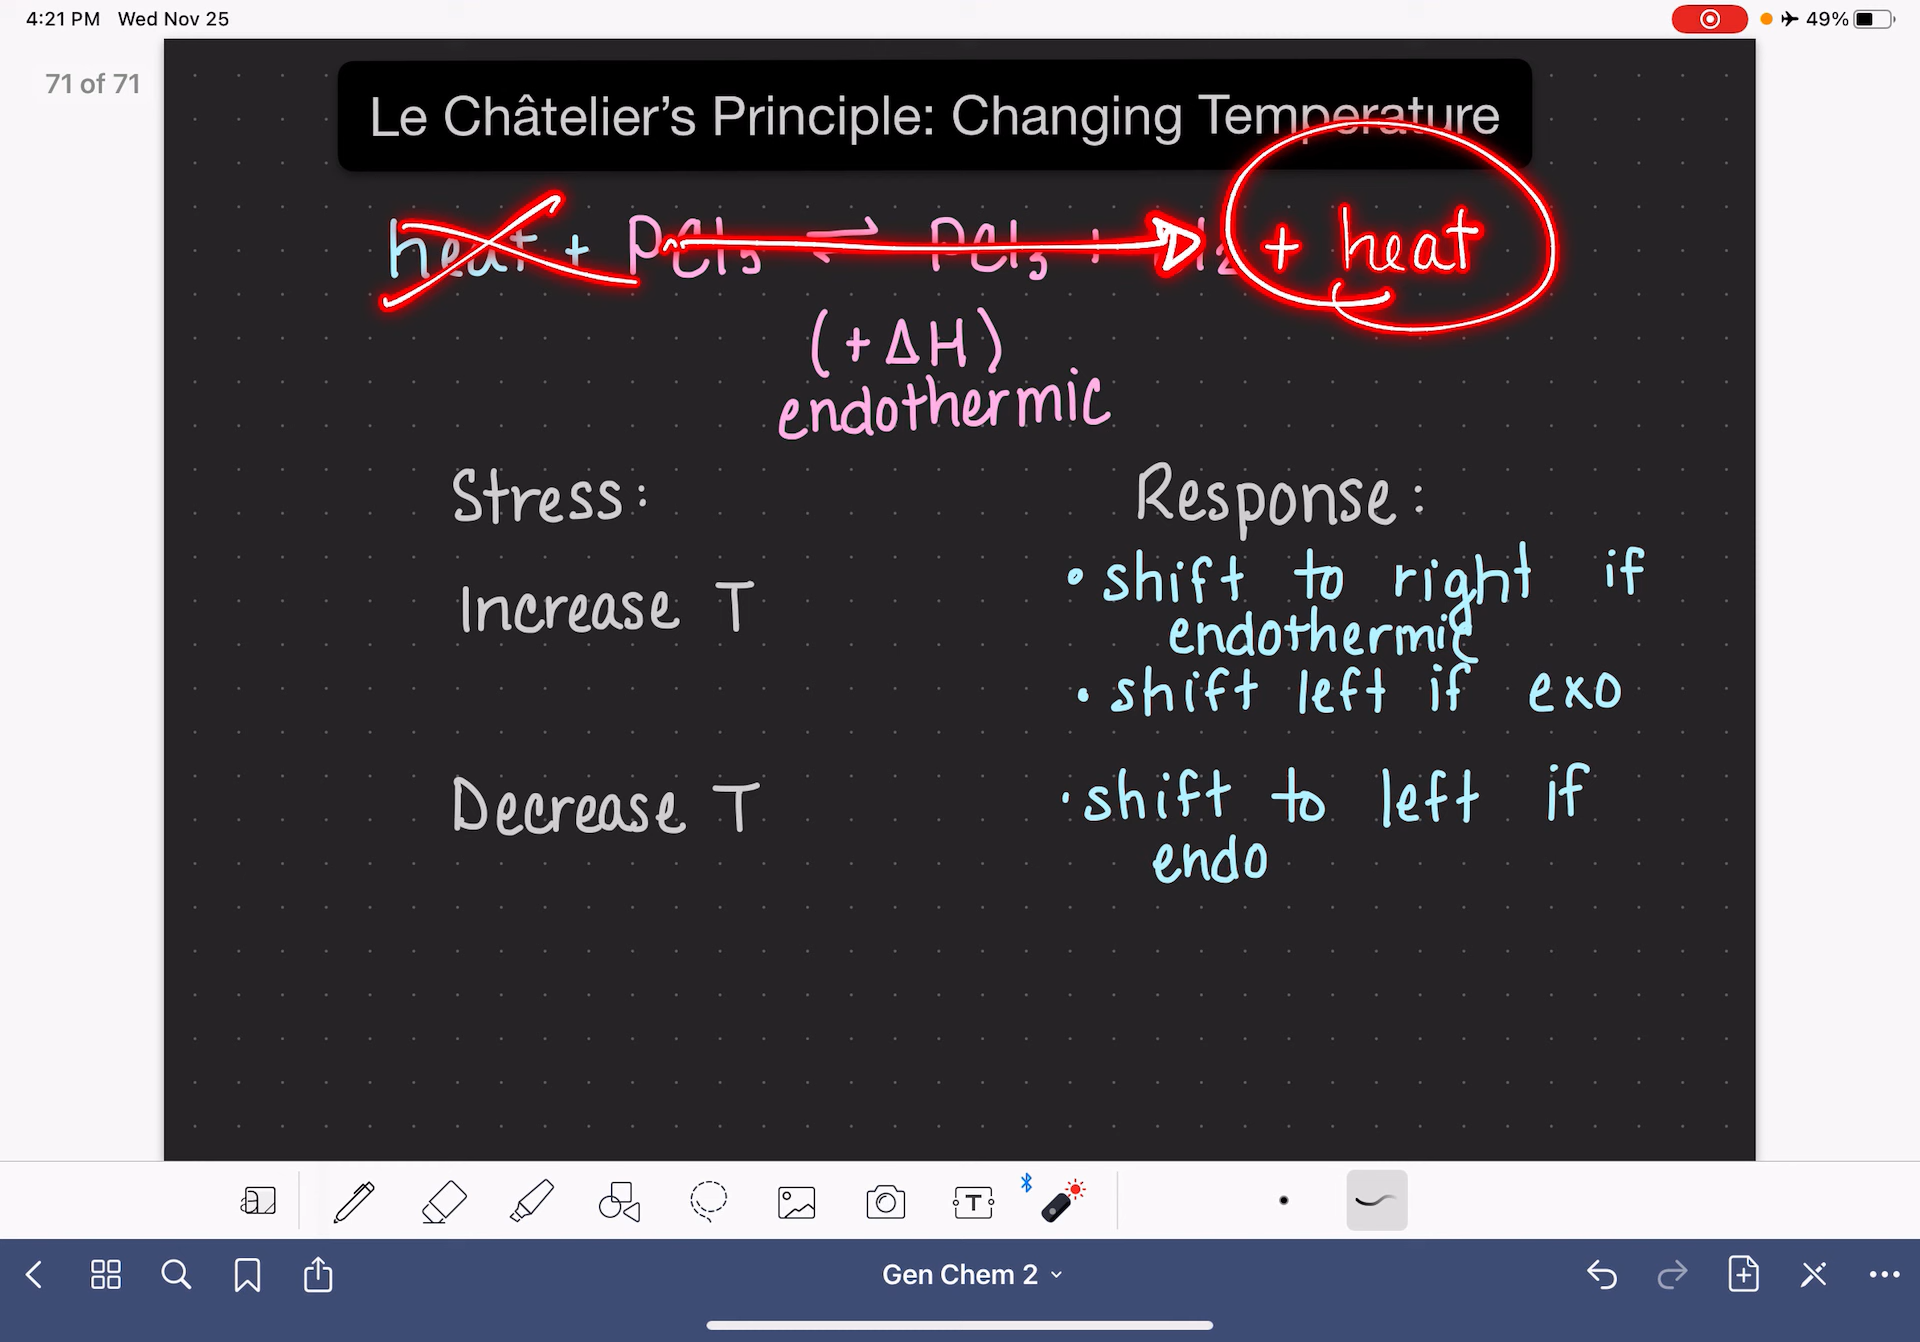 4:21 PM Wed Nov 25
49%
71 of 71
Le Châtelier's Principle: Changing Temperature
heat + PCl₅ ⇌ PCl₃ + Cl₂ + heat
(+ΔH)
endothermic
Stress:
Response:
Increase T
• shift to right if
endothermic
• shift left if exo
Decrease T
• shift to left if
endo
Gen Chem 2